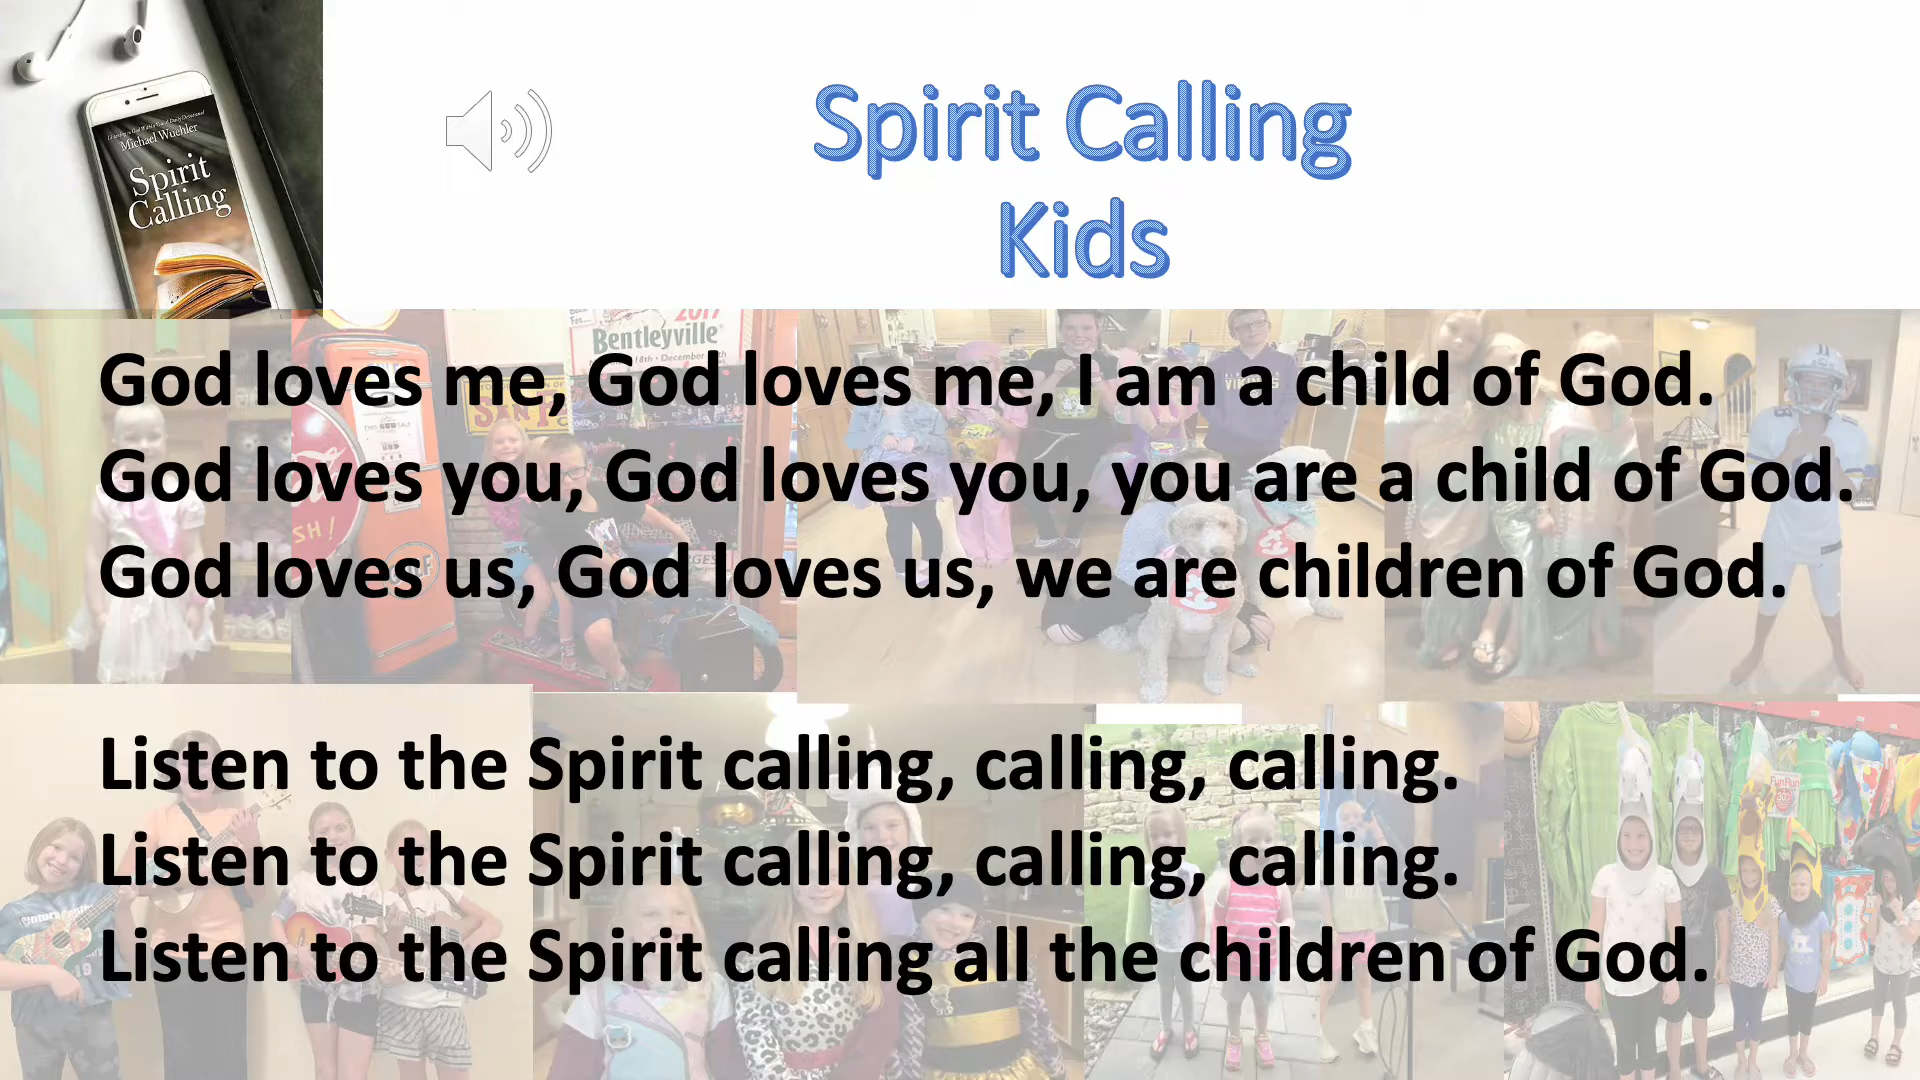 Michael Wuehler
Spirit
Calling
Spirit Calling
Kids
2017
Bentleyville
God loves me, God loves me, I am a child of God.
God loves you, God loves you, you are a child of God.
God loves us, God loves us, we are children of God.
Listen to the Spirit calling, calling, calling.
Listen to the Spirit calling, calling, calling.
Listen to the Spirit calling all the children of God.